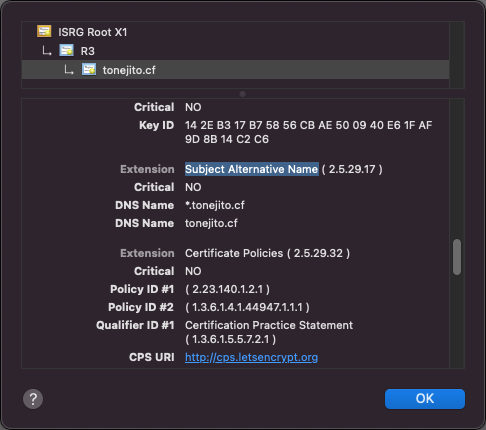 ISRG Root X1
R3
tonejito.cf
Critical NO
Key ID 14 2E B3 17 B7 58 56 CB AE 50 09 40 E6 1F AF
9D 8B 14 C2 C6
Extension Subject Alternative Name ( 2.5.29.17 )
Critical NO
DNS Name *.tonejito.cf
DNS Name tonejito.cf
Extension Certificate Policies ( 2.5.29.32 )
Critical NO
Policy ID #1 ( 2.23.140.1.2.1 )
Policy ID #2 ( 1.3.6.1.4.1.44947.1.1.1 )
Qualifier ID #1 Certification Practice Statement
( 1.3.6.1.5.5.7.2.1 )
CPS URI http://cps.letsencrypt.org
? OK